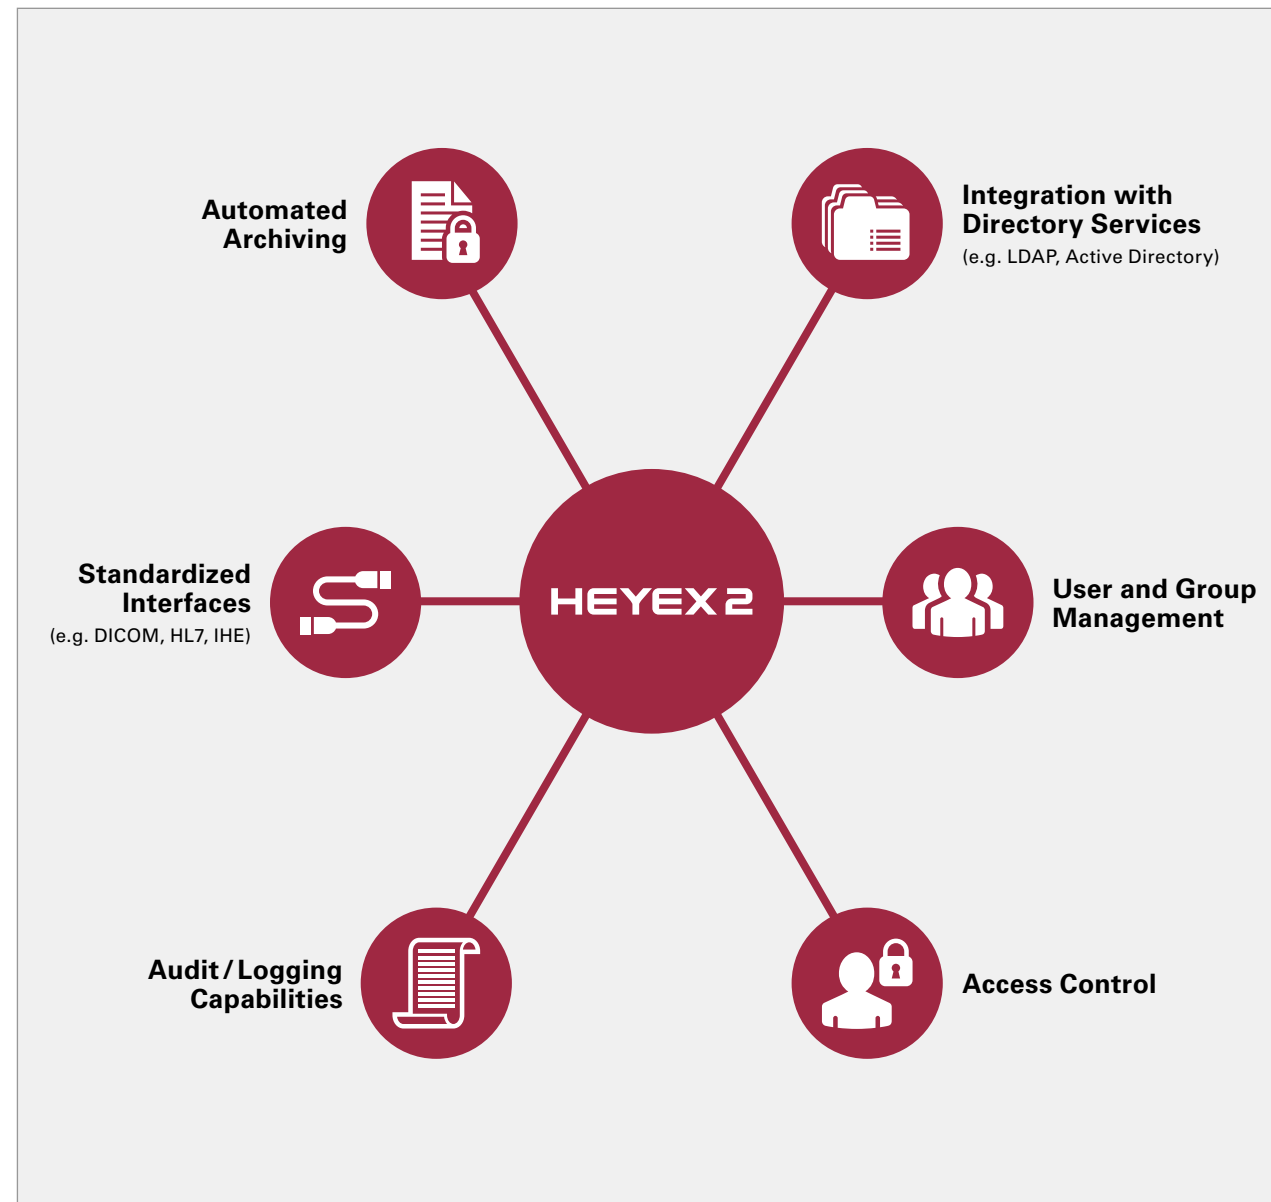 Automated
Archiving
Integration with
Directory Services
(e.g. LDAP, Active Directory)
Standardized
Interfaces
(e.g. DICOM, HL7, IHE)
HEYEX 2
User and Group
Management
Audit / Logging
Capabilities
Access Control